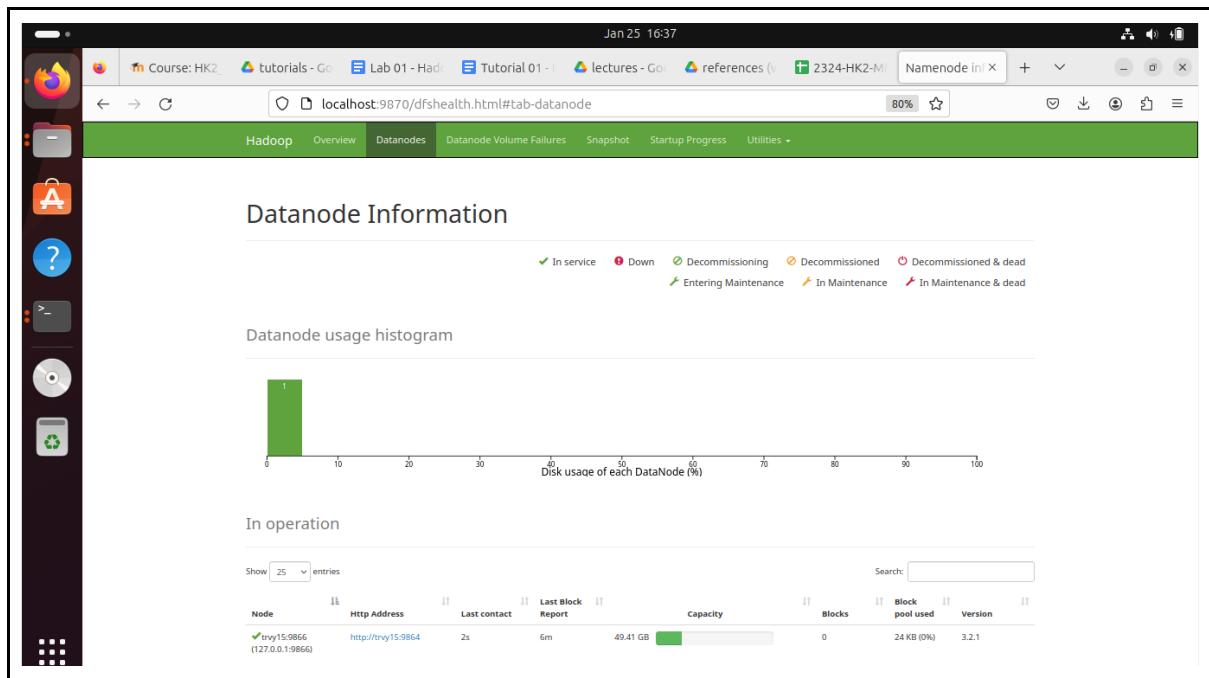 Jan 25 16:37
Course: HK2_
tutorials - Go
Lab 01 - Had
Tutorial 01 -
lectures - Go
references (v
2324-HK2-M
Namenode inf
localhost:9870/dfshealth.html#tab-datanode
80%
Hadoop Overview Datanodes Datanode Volume Failures Snapshot Startup Progress Utilities
Datanode Information
In service Down Decommissioning Decommissioned Decommissioned & dead
Entering Maintenance In Maintenance In Maintenance & dead
Datanode usage histogram
1
0 10 20 30 40 50 60 70 80 90 100
Disk usage of each DataNode (%)
In operation
Show 25 entries Search:
Node Http Address Last contact Last Block Report Capacity Blocks Block pool used Version
trvy15:9866 http://trvy15:9864 2s 6m 49.41 GB 0 24 KB (0%) 3.2.1
(127.0.0.1:9866)